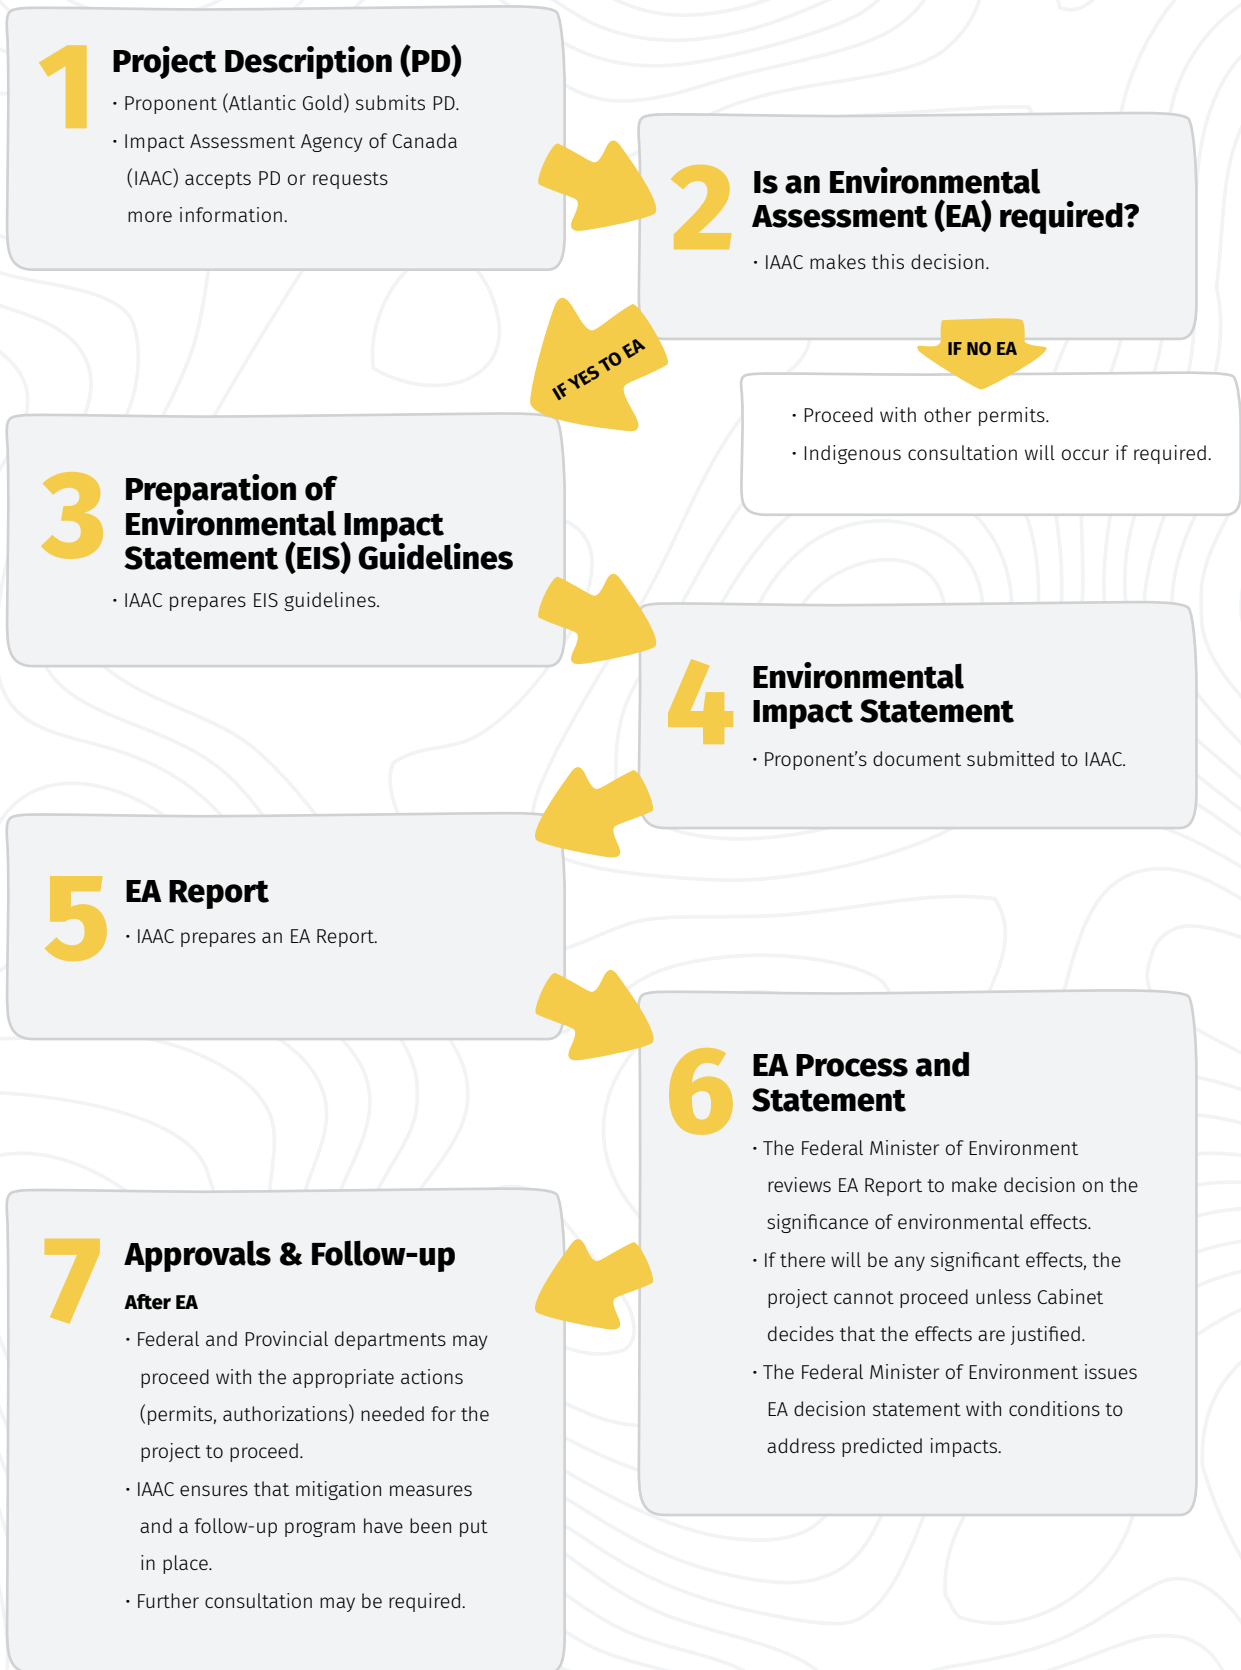 1
Project Description (PD)
· Proponent (Atlantic Gold) submits PD.
· Impact Assessment Agency of Canada
(IAAC) accepts PD or requests
more information.
2
Is an Environmental
Assessment (EA) required?
· IAAC makes this decision.
IF NO EA
· Proceed with other permits.
· Indigenous consultation will occur if required.
IF YES TO EA
3
Preparation of
Environmental Impact
Statement (EIS) Guidelines
· IAAC prepares EIS guidelines.
4
Environmental
Impact Statement
· Proponent’s document submitted to IAAC.
5
EA Report
· IAAC prepares an EA Report.
6
EA Process and
Statement
· The Federal Minister of Environment
reviews EA Report to make decision on the
significance of environmental effects.
· If there will be any significant effects, the
project cannot proceed unless Cabinet
decides that the effects are justified.
· The Federal Minister of Environment issues
EA decision statement with conditions to
address predicted impacts.
7
Approvals & Follow-up
After EA
· Federal and Provincial departments may
proceed with the appropriate actions
(permits, authorizations) needed for the
project to proceed.
· IAAC ensures that mitigation measures
and a follow-up program have been put
in place.
· Further consultation may be required.